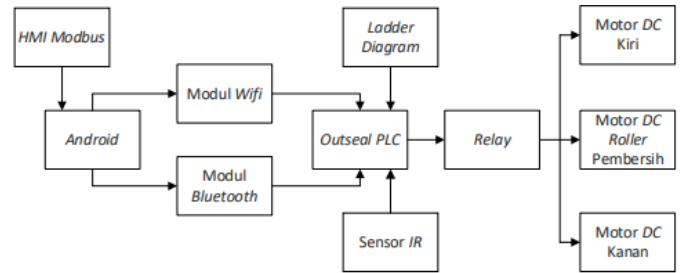 HMI Modbus
Ladder
Diagram
Motor DC
Kiri
Modul Wifi
Android
Outseal PLC
Relay
Motor DC
Roller
Pembersih
Modul
Bluetooth
Sensor IR
Motor DC
Kanan